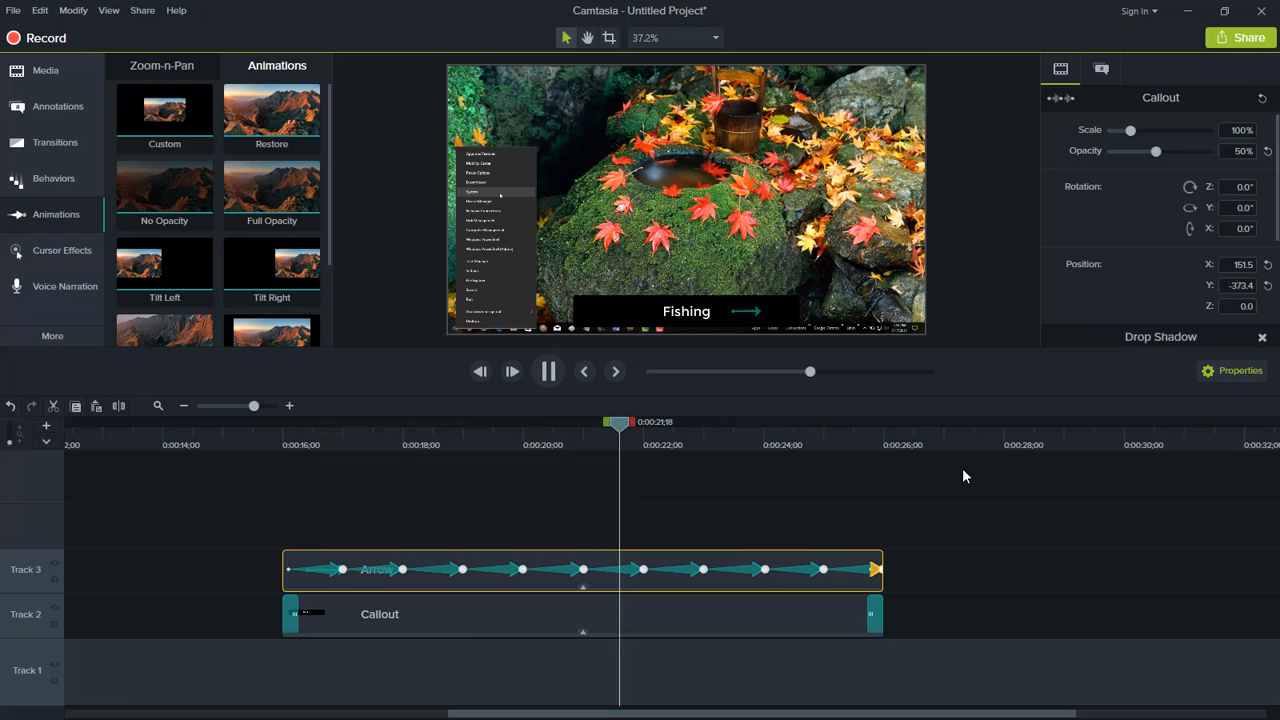 File Edit Modify View Share Help
Camtasia - Untitled Project*
Sign In
Record
37.2%
Share
Media
Annotations
Transitions
Behaviors
Animations
Cursor Effects
Voice Narration
More
Zoom-n-Pan Animations
Custom Restore
No Opacity Full Opacity
Tilt Left Tilt Right
System
Device Manager
Fishing
Callout
Scale 100%
Opacity 50%
Rotation: Z: 0.0°
Y: 0.0°
X: 0.0°
Position: X: 151.5
Y: -373.4
Z: 0.0
Drop Shadow
Properties
0:00:21;18
2;00 0:00:14;00 0:00:16;00 0:00:18;00 0:00:20;00 0:00:22;00 0:00:24;00 0:00:26;00 0:00:28;00 0:00:30;00 0:00:32;0
Track 3 Arrow
Track 2 Callout
Track 1